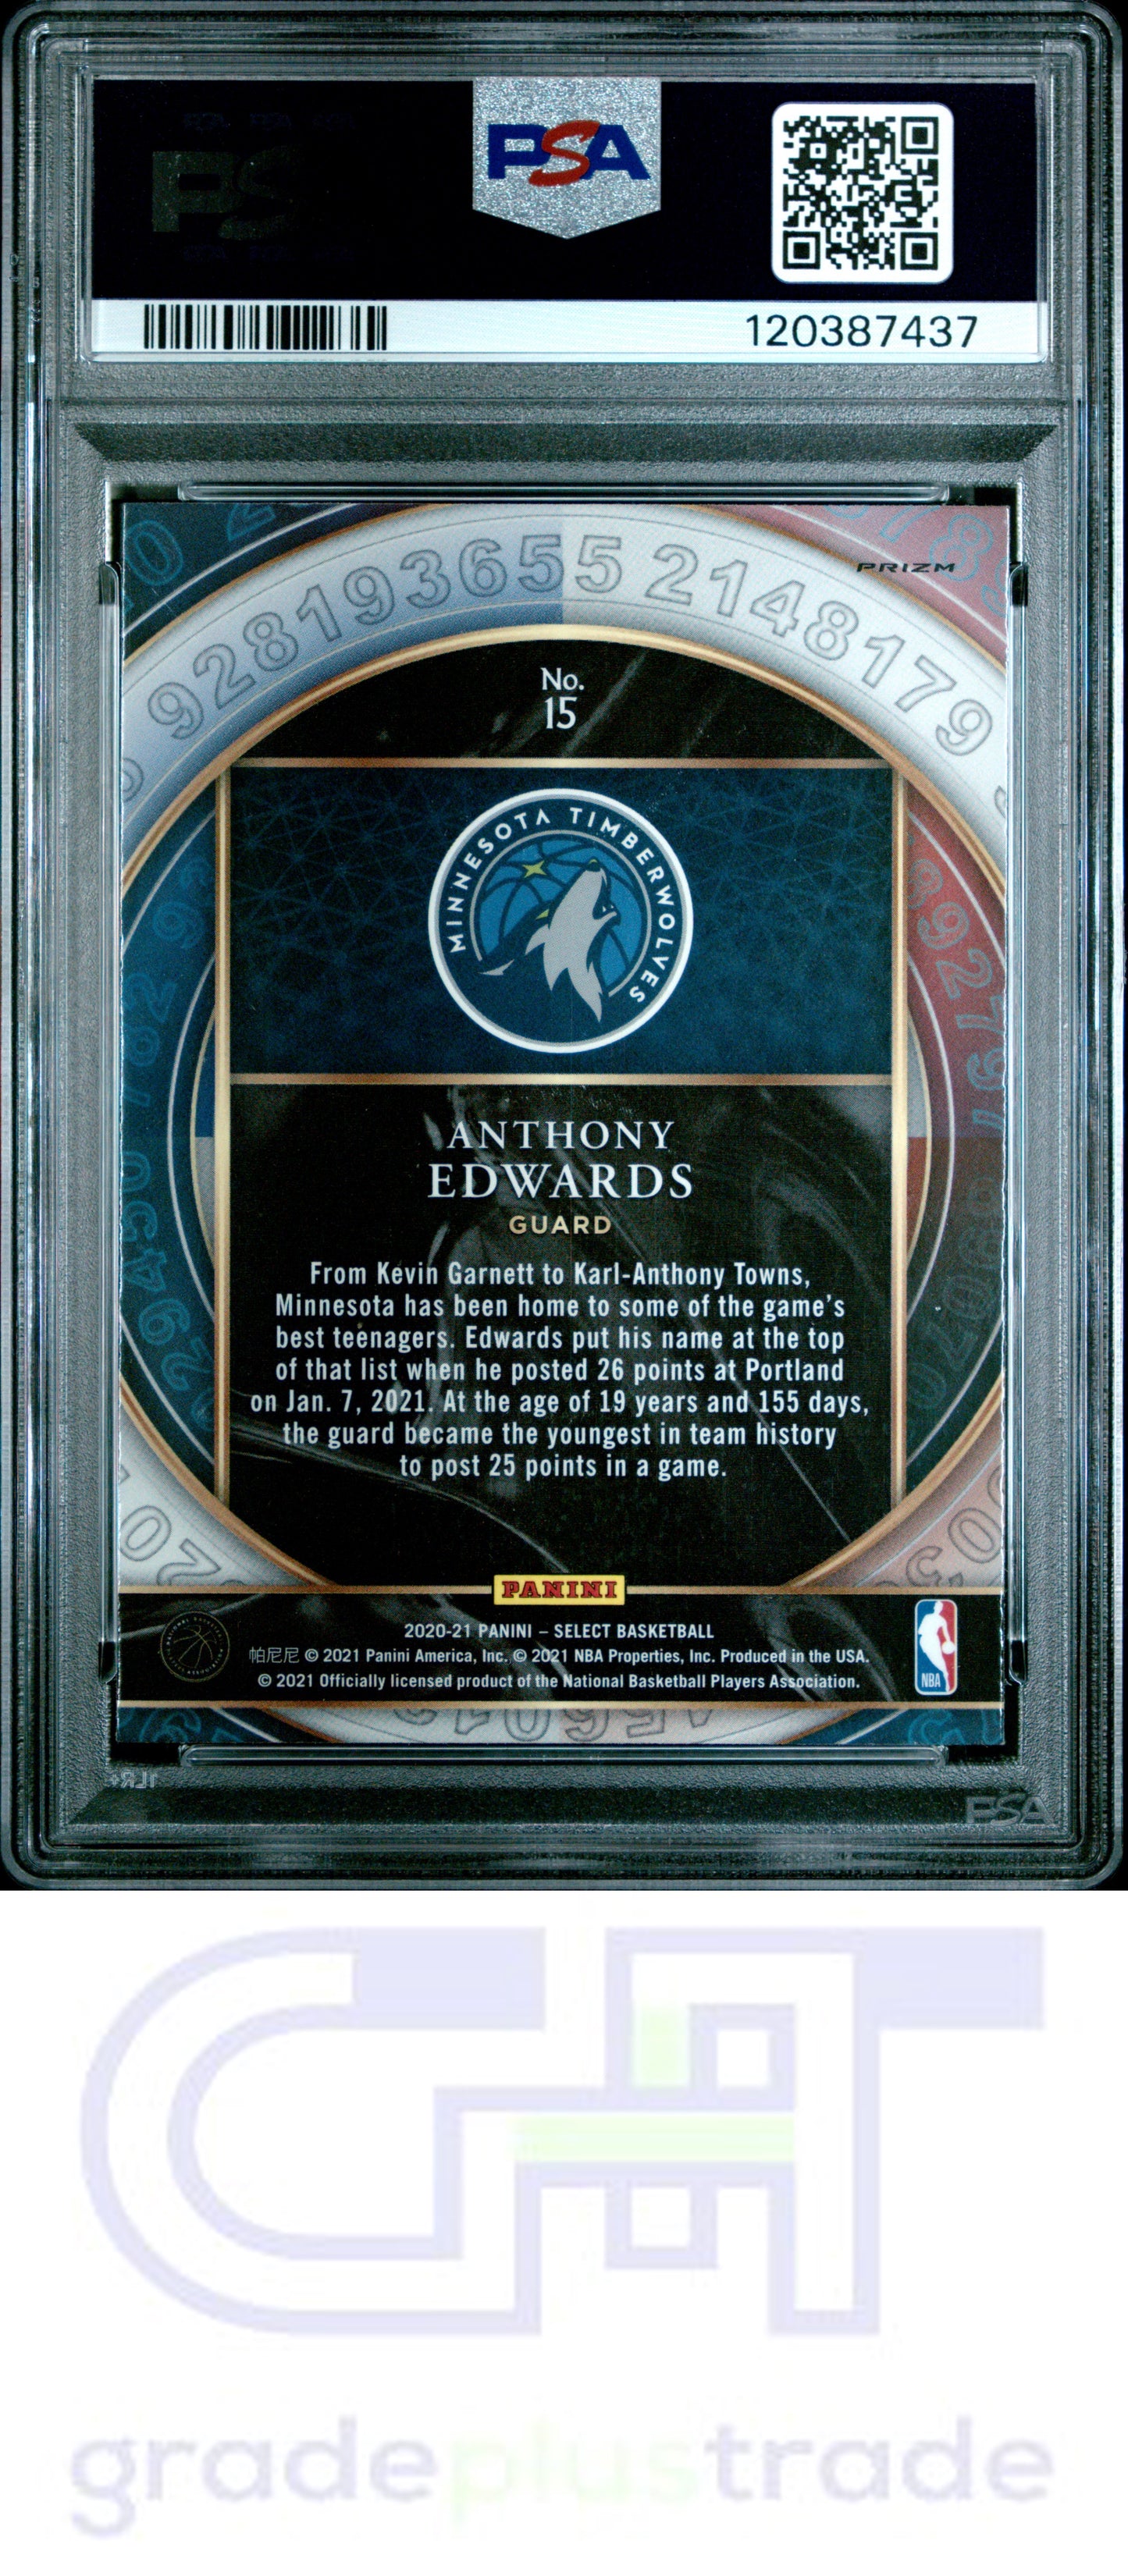 PSA
120387437
928193655 2148179
PRIZM
No.
15
MINNESOTA TIMBERWOLVES
ANTHONY
EDWARDS
GUARD
From Kevin Garnett to Karl-Anthony Towns,
Minnesota has been home to some of the game's
best teenagers. Edwards put his name at the top
of that list when he posted 26 points at Portland
on Jan. 7, 2021. At the age of 19 years and 155 days,
the guard became the youngest in team history
to post 25 points in a game.
PANINI
2020-21 PANINI – SELECT BASKETBALL
帕尼尼 © 2021 Panini America, Inc. © 2021 NBA Properties, Inc. Produced in the USA.
© 2021 Officially licensed product of the National Basketball Players Association.
NBA
PSA
gradeplustrade